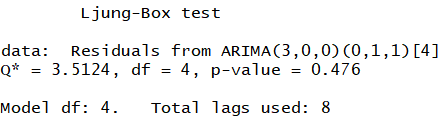 Ljung-Box test
data:  Residuals from ARIMA(3,0,0)(0,1,1)[4]
Q* = 3.5124, df = 4, p-value = 0.476
Model df: 4.   Total lags used: 8